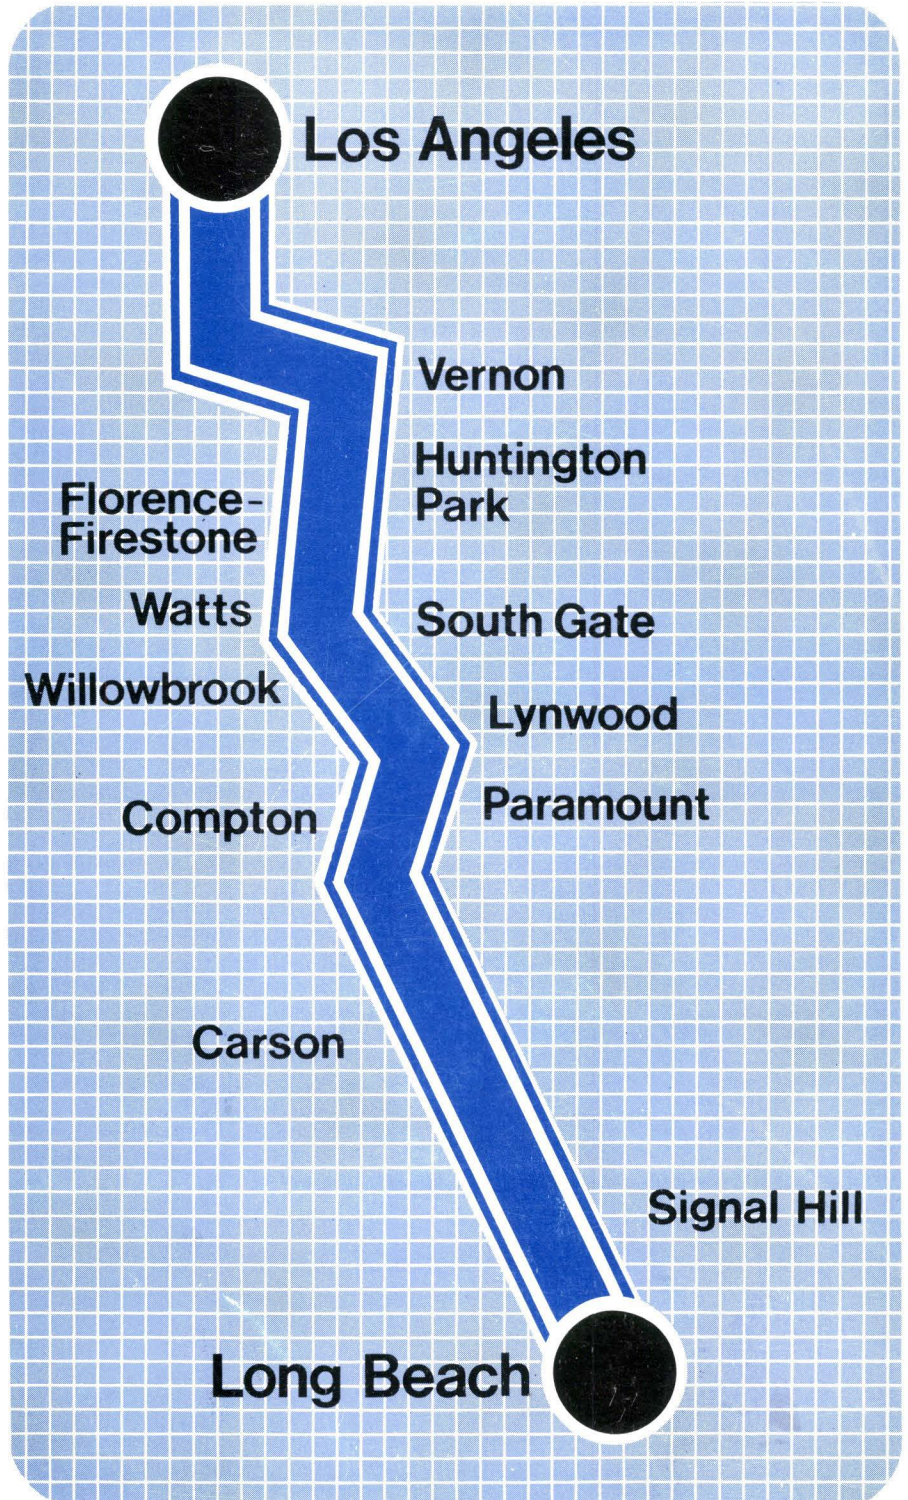 Los Angeles
Vernon
Huntington
Park
Florence-
Firestone
Watts
South Gate
Willowbrook
Lynwood
Paramount
Compton
Carson
Signal Hill
Long Beach